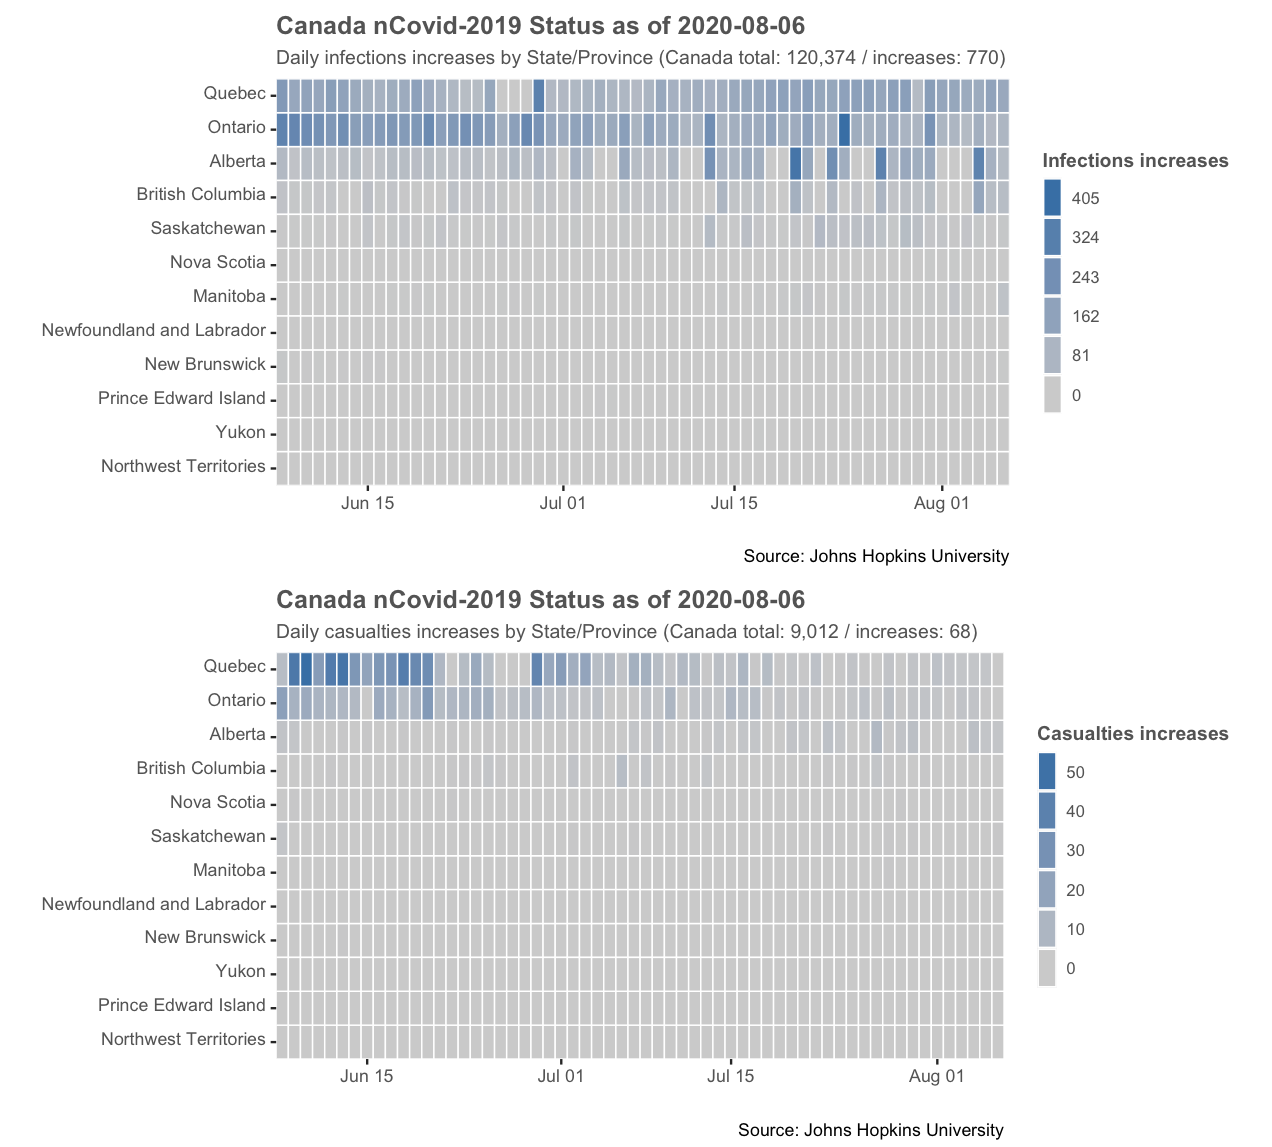 Canada nCovid-2019 Status as of 2020-08-06
Daily infections increases by State/Province (Canada total: 120,374 / increases: 770)
Quebec
Ontario
Alberta
British Columbia
Saskatchewan
Nova Scotia
Manitoba
Newfoundland and Labrador
New Brunswick
Prince Edward Island
Yukon
Northwest Territories
Jun 15 Jul 01 Jul 15 Aug 01
Infections increases
405
324
243
162
81
0
Source: Johns Hopkins University
Canada nCovid-2019 Status as of 2020-08-06
Daily casualties increases by State/Province (Canada total: 9,012 / increases: 68)
Quebec
Ontario
Alberta
British Columbia
Nova Scotia
Saskatchewan
Manitoba
Newfoundland and Labrador
New Brunswick
Yukon
Prince Edward Island
Northwest Territories
Jun 15 Jul 01 Jul 15 Aug 01
Casualties increases
50
40
30
20
10
0
Source: Johns Hopkins University